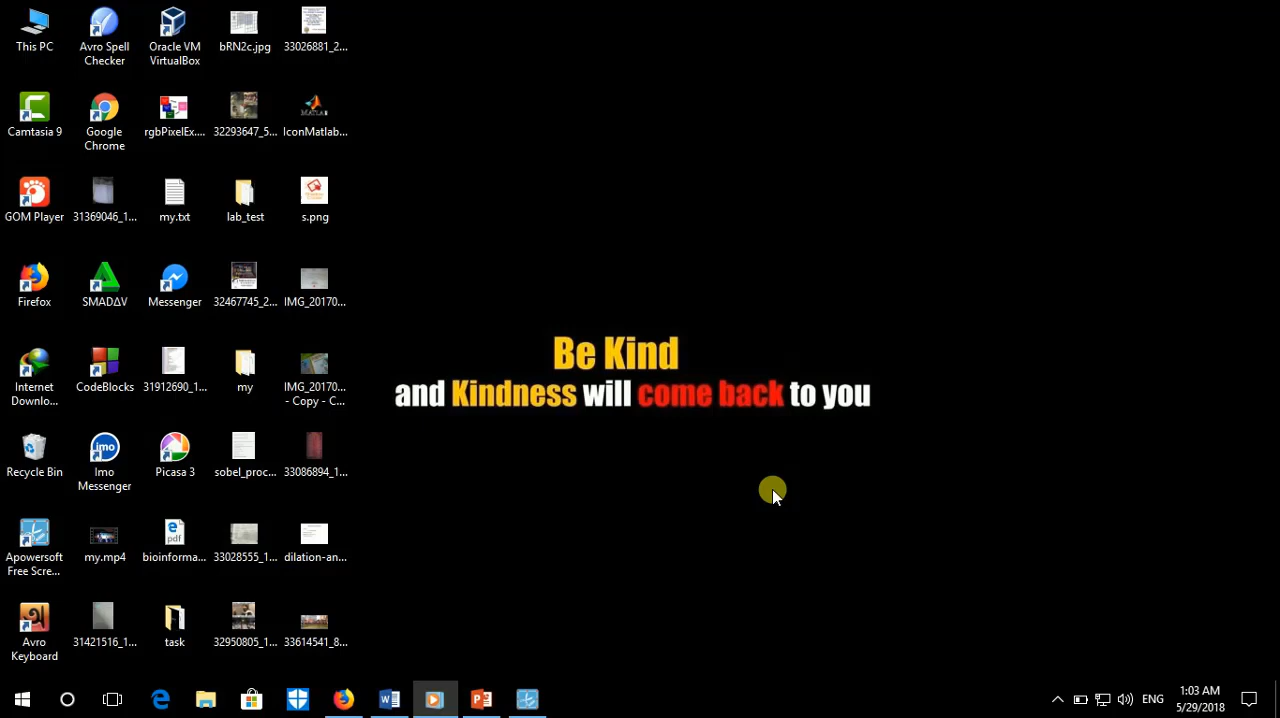 This PC
Avro Spell
Checker
Oracle VM
VirtualBox
bRN2c.jpg
33026881_2...
Camtasia 9
Google
Chrome
rgbPixelEx....
32293647_5...
IconMatlab...
GOM Player
31369046_1...
my.txt
lab_test
s.png
Firefox
SMADΔV
Messenger
32467745_2...
IMG_20170...
Internet
Downlo...
CodeBlocks
31912690_1...
my
IMG_20170...
- Copy - C...
Recycle Bin
Imo
Messenger
Picasa 3
sobel_proc...
33086894_1...
Apowersoft
Free Scre...
my.mp4
bioinforma...
33028555_1...
dilation-an...
Avro
Keyboard
31421516_1...
task
32950805_1...
33614541_8...
Be Kind
and Kindness will come back to you
ENG
1:03 AM
5/29/2018